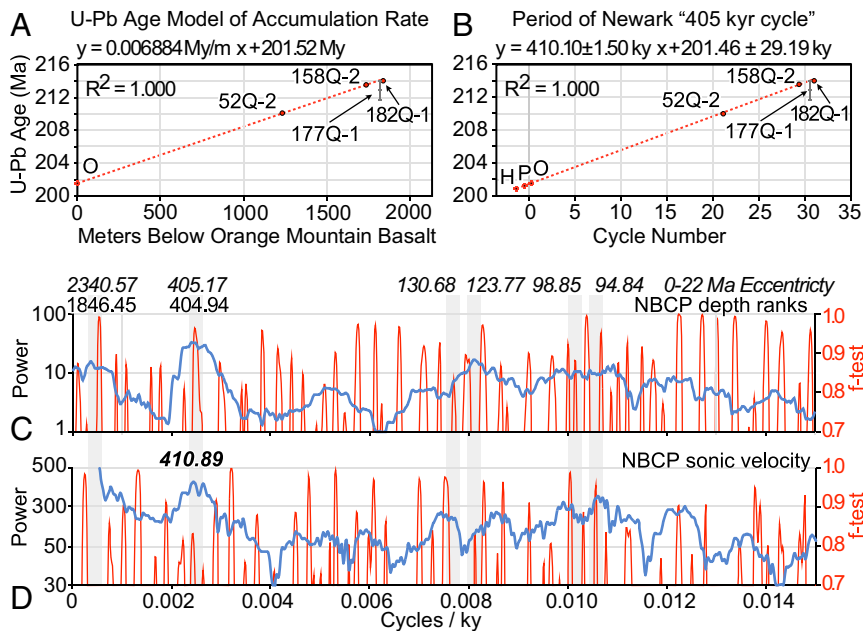 A U-Pb Age Model of Accumulation Rate
y = 0.006884 My/m x + 201.52 My
216
212
208
204
200
U-Pb Age (Ma)
R2 = 1.000
158Q-2
52Q-2
177Q-1
182Q-1
O
0 500 1000 1500 2000
Meters Below Orange Mountain Basalt
B Period of Newark “405 kyr cycle”
y = 410.10±1.50 ky x+201.46 ± 29.19 ky
216
212
208
204
200
R2 = 1.000
158Q-2
52Q-2
177Q-1
182Q-1
H P O
0 5 10 15 20 25 30 35
Cycle Number
2340.57 405.17 130.68 123.77 98.85 94.84 0-22 Ma Eccentricty
1846.45 404.94 NBCP depth ranks
100
10
1
Power
1.0
0.9
0.8
0.7
f-test
C
410.89
NBCP sonic velocity
500
300
50
30
Power
1.0
0.9
0.8
0.7
f-test
D
0 0.002 0.004 0.006 0.008 0.010 0.012 0.014
Cycles / ky